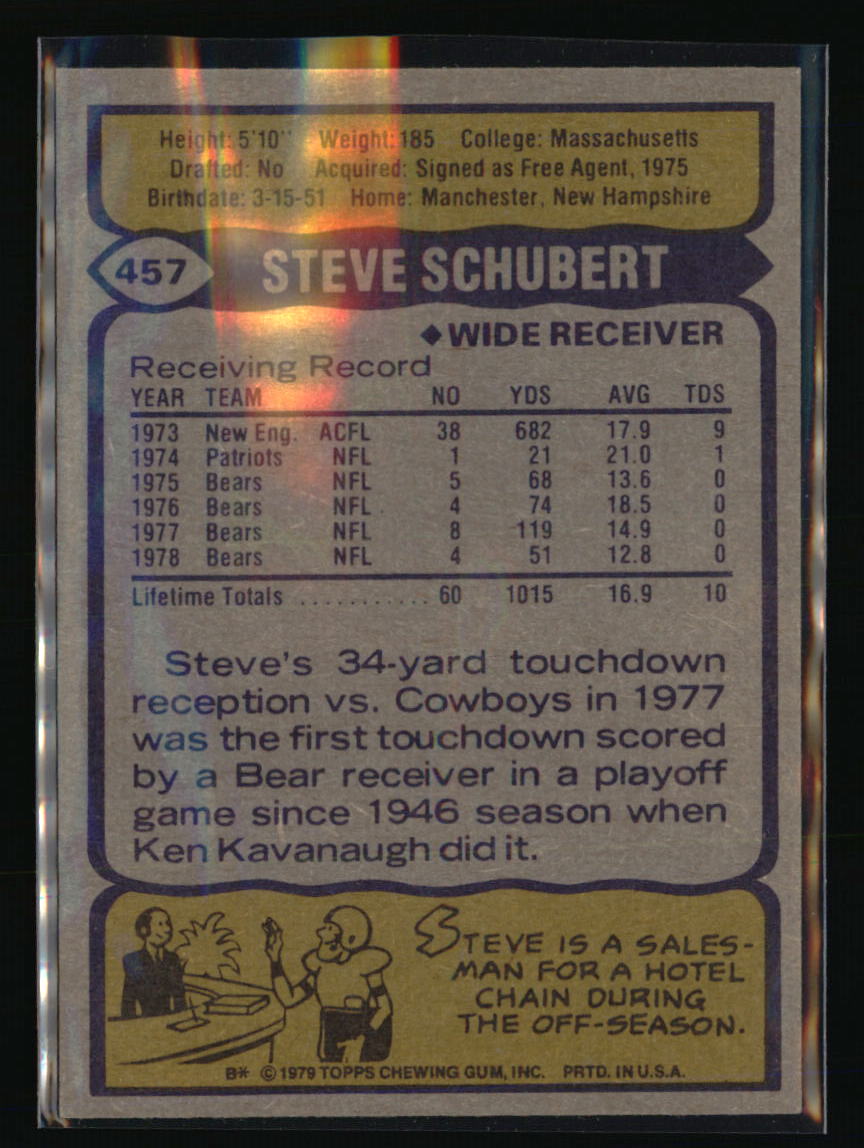 Height: 5'10" Weight: 185 College: Massachusetts
Drafted: No Acquired: Signed as Free Agent, 1975
Birthdate: 3-15-51 Home: Manchester, New Hampshire
457 STEVE SCHUBERT
◆WIDE RECEIVER
Receiving Record
YEAR TEAM NO YDS AVG TDS
1973 New Eng. ACFL 38 682 17.9 9
1974 Patriots NFL 1 21 21.0 1
1975 Bears NFL 5 68 13.6 0
1976 Bears NFL 4 74 18.5 0
1977 Bears NFL 8 119 14.9 0
1978 Bears NFL 4 51 12.8 0
Lifetime Totals ........... 60 1015 16.9 10
Steve's 34-yard touchdown
reception vs. Cowboys in 1977
was the first touchdown scored
by a Bear receiver in a playoff
game since 1946 season when
Ken Kavanaugh did it.
STEVE IS A SALES-
MAN FOR A HOTEL
CHAIN DURING
THE OFF-SEASON.
B* © 1979 TOPPS CHEWING GUM, INC. PRTD. IN U.S.A.